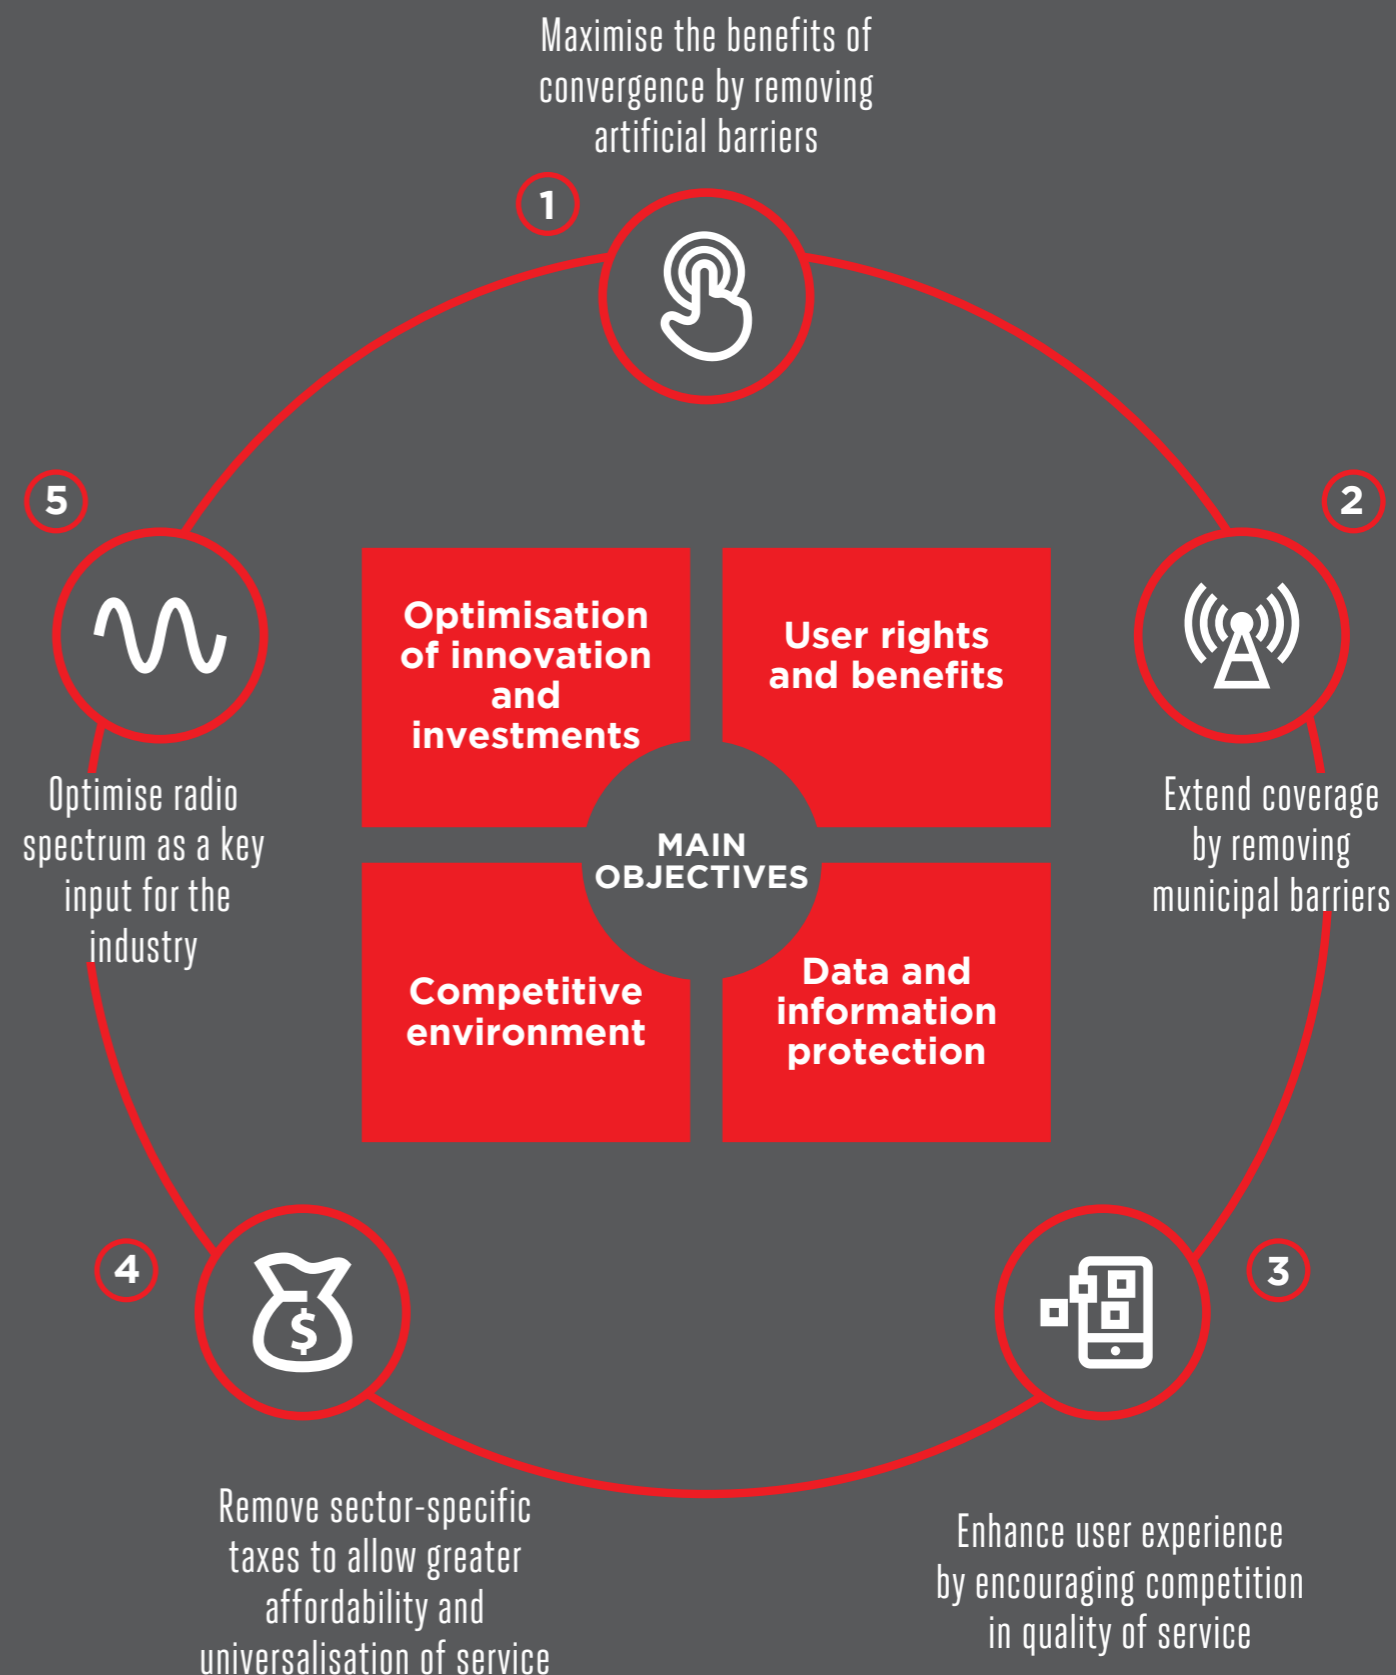 Maximise the benefits of
convergence by removing
artificial barriers
1
2
Extend coverage
by removing
municipal barriers
3
Enhance user experience
by encouraging competition
in quality of service
4
Remove sector-specific
taxes to allow greater
affordability and
universalisation of service
5
Optimise radio
spectrum as a key
input for the
industry
Optimisation
of innovation
and
investments
User rights
and benefits
MAIN
OBJECTIVES
Competitive
environment
Data and
information
protection
$